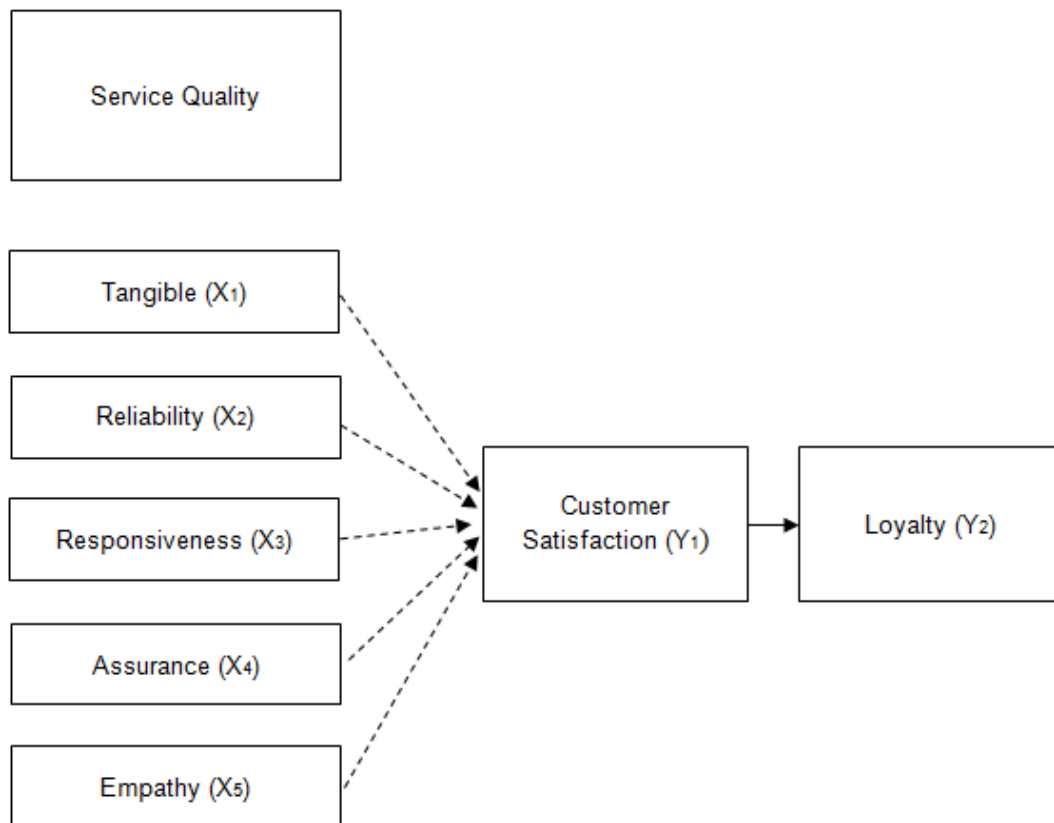 Service Quality
Tangible (X1)
Reliability (X2)
Responsiveness (X3)
Assurance (X4)
Empathy (X5)
Customer
Satisfaction (Y1)
Loyalty (Y2)